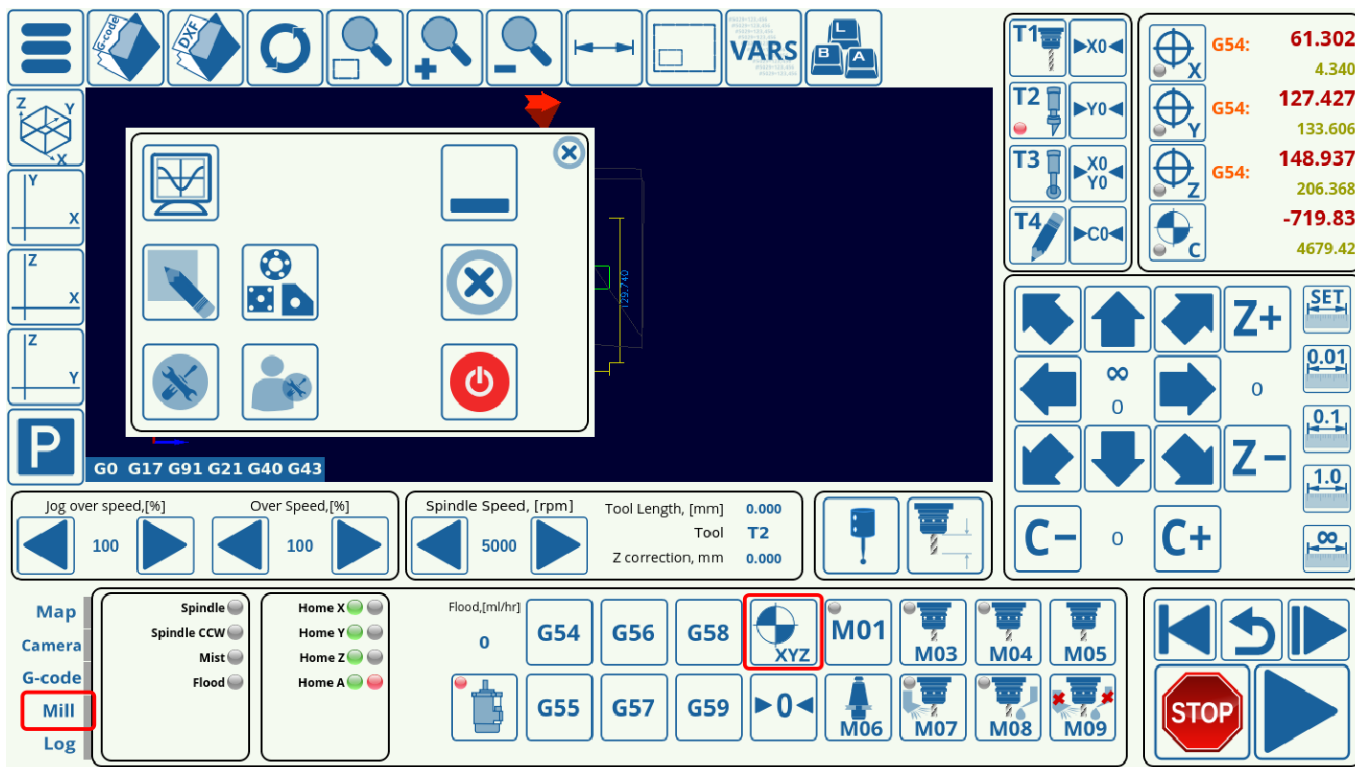 G-code
DXF
VARS
L
B A
Z Y
X
Y
X
Z
X
Z
Y
P
129.740
G0 G17 G91 G21 G40 G43
T1
X0
T2
Y0
T3
X0
Y0
T4
C0
X
G54:
61.302
4.340
Y
G54:
127.427
133.606
Z
G54:
148.937
206.368
C
-719.83
4679.42
Z+
SET
∞
0
0
0.01
0.1
Z−
1.0
C−
0
C+
∞
Jog over speed,[%] Over Speed,[%]
100 100
Spindle Speed, [rpm]
5000
Tool Length, [mm] 0.000
Tool T2
Z correction, mm 0.000
Map
Camera
G-code
Mill
Log
Spindle
Spindle CCW
Mist
Flood
Home X
Home Y
Home Z
Home A
Flood,[ml/hr]
0
G54 G56 G58 XYZ M01 M03 M04 M05
G55 G57 G59 0 M06 M07 M08 M09
STOP